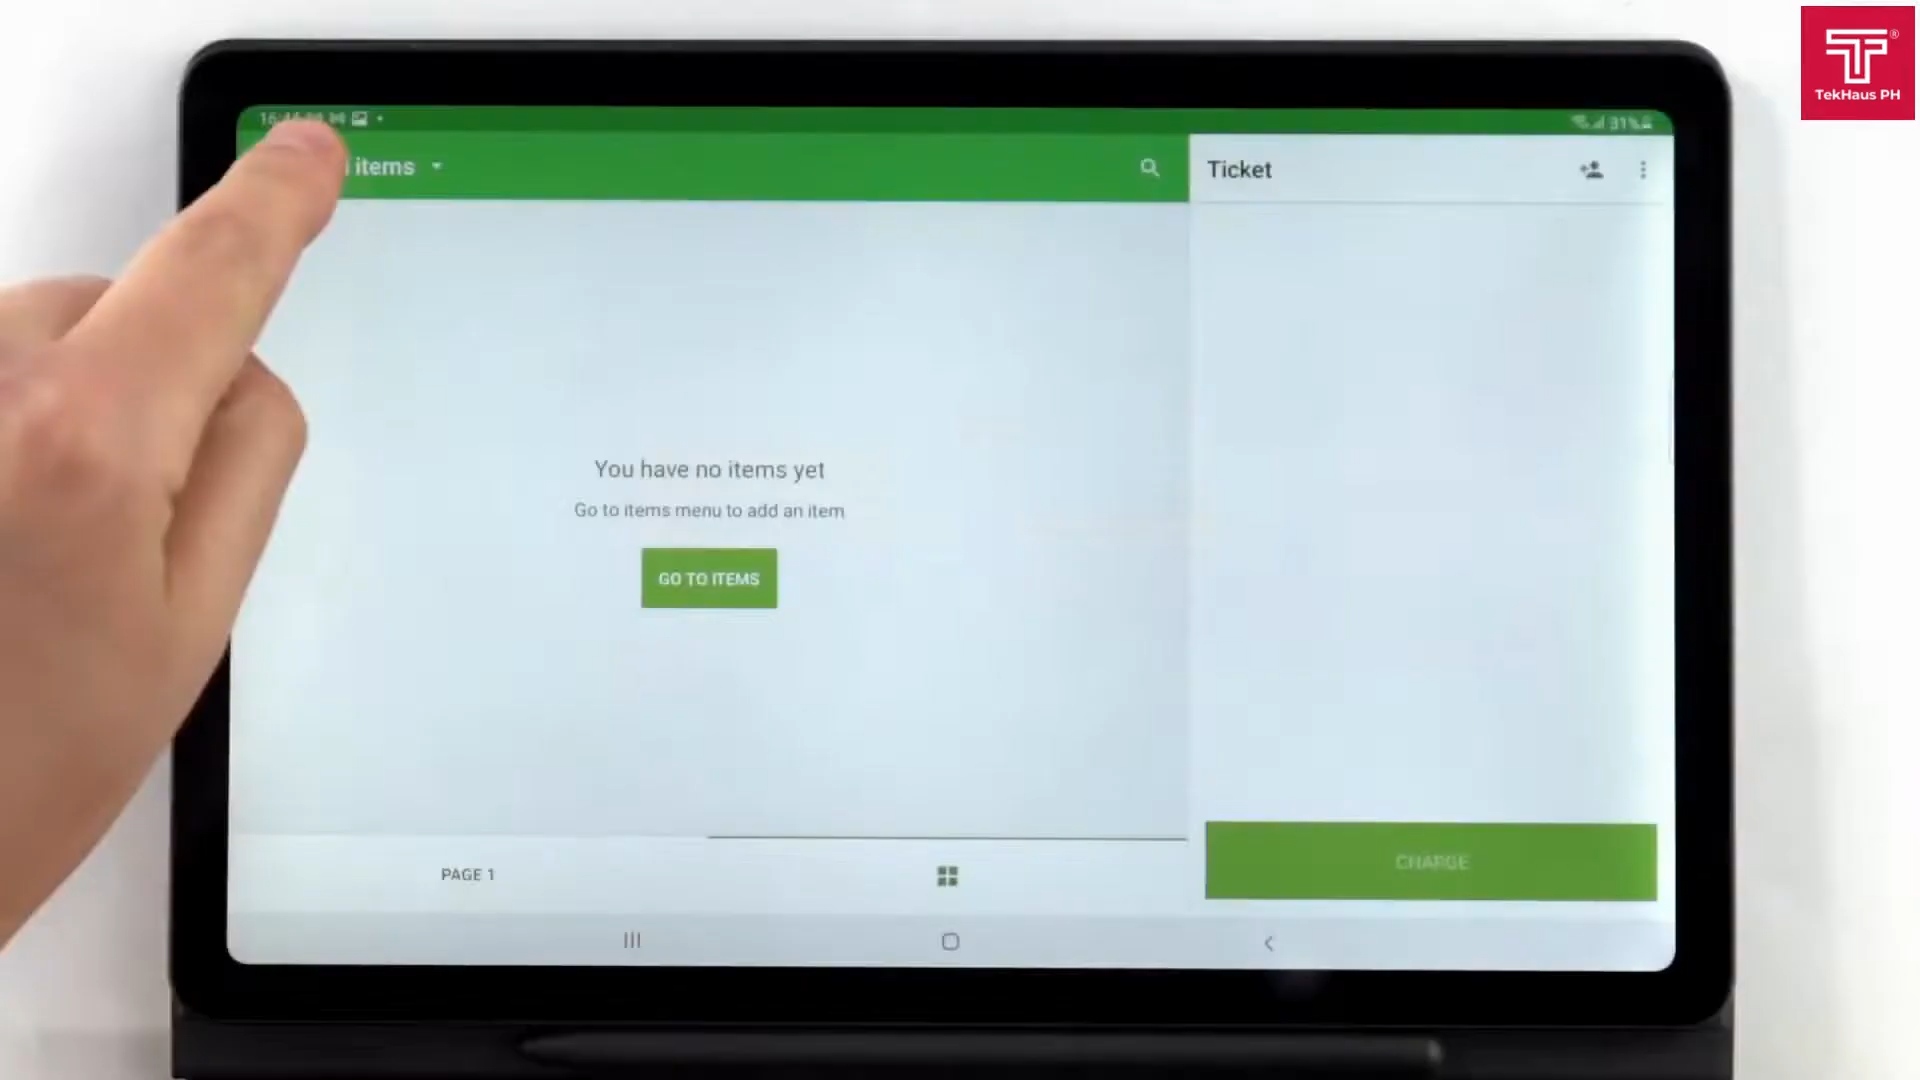 TekHaus PH
31%
items
Ticket
You have no items yet
Go to items menu to add an item
GO TO ITEMS
CHARGE
PAGE 1